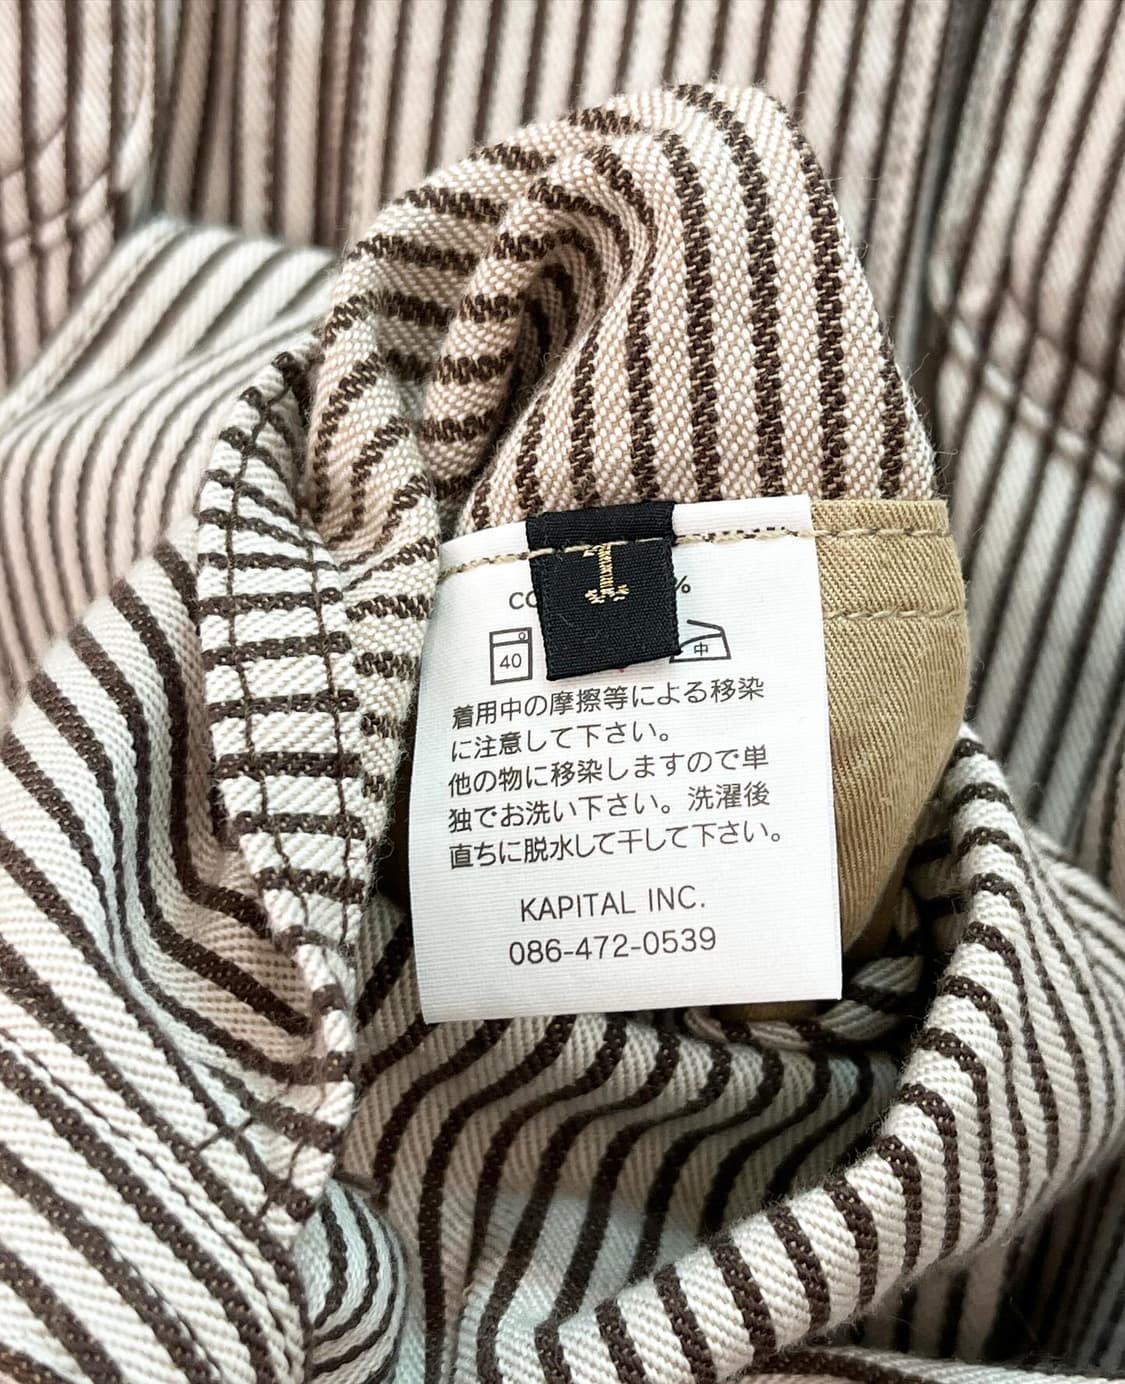 %
40
中
着用中の摩擦等による移染
に注意して下さい。
他の物に移染しますので単
独でお洗い下さい。洗濯後
直ちに脱水して干して下さい。
KAPITAL INC.
086-472-0539